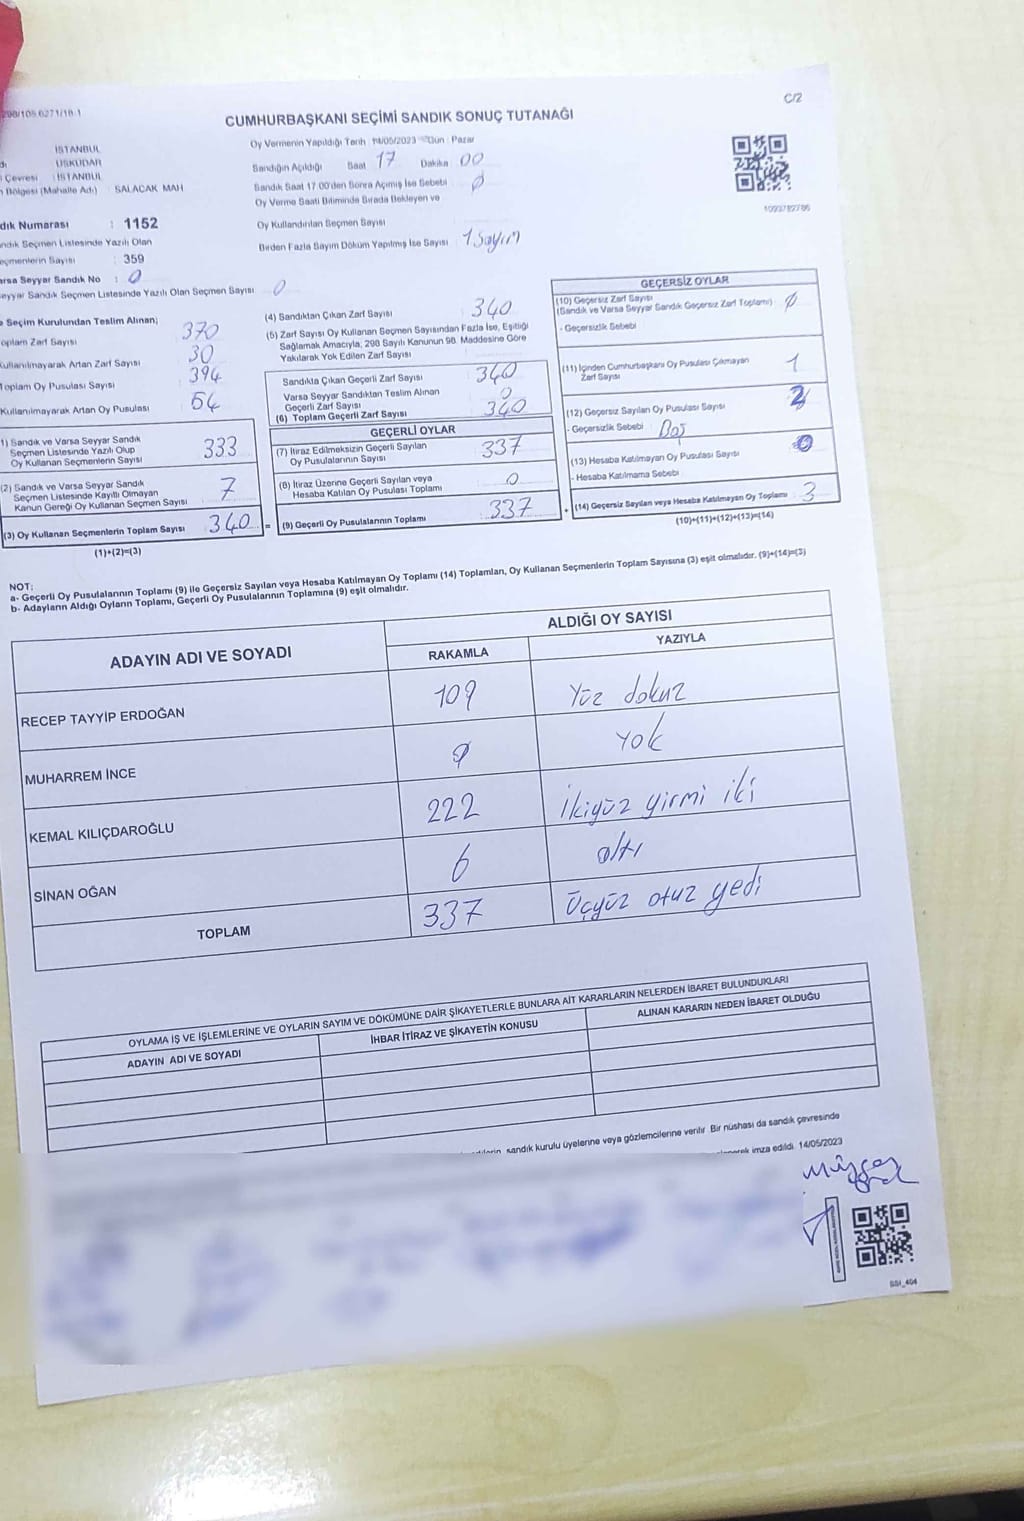 298/105.6271/18-1
C/2
CUMHURBAŞKANI SEÇİMİ SANDIK SONUÇ TUTANAĞI
İSTANBUL
ÜSKÜDAR
Çevresi : İSTANBUL
Bölgesi (Mahalle Adı) : SALACAK MAH
dık Numarası : 1152
ndık Seçmen Listesinde Yazılı Olan
eçmenlerin Sayısı : 359
arsa Seyyar Sandık No : 0
eyyar Sandık Seçmen Listesinde Yazılı Olan Seçmen Sayısı 0
Oy Vermenin Yapıldığı Tarih : 14/05/2023 Gün : Pazar
Sandığın Açıldığı Saat 17 Dakika 00
Sandık Saat 17.00'den Sonra Açılmış İse Sebebi 0
Oy Verme Saati Bitiminde Sırada Bekleyen ve
Oy Kullandırılan Seçmen Sayısı
Birden Fazla Sayım Döküm Yapılmış İse Sayısı : 1 Sayım
1093782786
Seçim Kurulundan Teslim Alınan;
oplam Zarf Sayısı 370
ullanılmayarak Artan Zarf Sayısı 30
oplam Oy Pusulası Sayısı 394
Kullanılmayarak Artan Oy Pusulası 54
1) Sandık ve Varsa Seyyar Sandık
Seçmen Listesinde Yazılı Olup
Oy Kullanan Seçmenlerin Sayısı 333
(2) Sandık ve Varsa Seyyar Sandık
Seçmen Listesinde Kayıtlı Olmayan
Kanun Gereği Oy Kullanan Seçmen Sayısı 7
(3) Oy Kullanan Seçmenlerin Toplam Sayısı 340 =
(1)+(2)=(3)
(4) Sandıktan Çıkan Zarf Sayısı 340
(5) Zarf Sayısı Oy Kullanan Seçmen Sayısından Fazla İse, Eşitliği
Sağlamak Amacıyla, 298 Sayılı Kanunun 98. Maddesine Göre
Yakılarak Yok Edilen Zarf Sayısı
Sandıkta Çıkan Geçerli Zarf Sayısı 340
Varsa Seyyar Sandıktan Teslim Alınan
Geçerli Zarf Sayısı 0
(6) Toplam Geçerli Zarf Sayısı 340
GEÇERLİ OYLAR
(7) İtiraz Edilmeksizin Geçerli Sayılan
Oy Pusulalarının Sayısı 337
(8) İtiraz Üzerine Geçerli Sayılan veya
Hesaba Katılan Oy Pusulası Toplamı 0
(9) Geçerli Oy Pusulalarının Toplamı 337 +
GEÇERSİZ OYLAR
(10) Geçersiz Zarf Sayısı
(Sandık ve Varsa Seyyar Sandık Geçersiz Zarf Toplamı) 0
- Geçersizlik Sebebi
(11) İçinden Cumhurbaşkanı Oy Pusulası Çıkmayan
Zarf Sayısı 1
(12) Geçersiz Sayılan Oy Pusulası Sayısı 2
- Geçersizlik Sebebi Boş
(13) Hesaba Katılmayan Oy Pusulası Sayısı 0
- Hesaba Katılmama Sebebi
(14) Geçersiz Sayılan veya Hesaba Katılmayan Oy Toplamı 3
(10)+(11)+(12)+(13)=(14)
NOT:
a- Geçerli Oy Pusulalarının Toplamı (9) ile Geçersiz Sayılan veya Hesaba Katılmayan Oy Toplamı (14) Toplamları, Oy Kullanan Seçmenlerin Toplam Sayısına (3) eşit olmalıdır. (9)+(14)=(3)
b- Adayların Aldığı Oyların Toplamı, Geçerli Oy Pusulalarının Toplamına (9) eşit olmalıdır.
ADAYIN ADI VE SOYADI
ALDIĞI OY SAYISI
RAKAMLA YAZIYLA
RECEP TAYYİP ERDOĞAN 109 Yüz dokuz
MUHARREM İNCE 0 Yok
KEMAL KILIÇDAROĞLU 222 İkiyüz yirmi iki
SİNAN OĞAN 6 altı
TOPLAM 337 Üçyüz otuz yedi
OYLAMA İŞ VE İŞLEMLERİNE VE OYLARIN SAYIM VE DÖKÜMÜNE DAİR ŞİKAYETLERLE BUNLARA AİT KARARLARIN NELERDEN İBARET BULUNDUKLARI
ADAYIN ADI VE SOYADI İHBAR İTİRAZ VE ŞİKAYETİN KONUSU ALINAN KARARIN NEDEN İBARET OLDUĞU
sandık kurulu üyelerine veya gözlemcilerine verilir. Bir nüshası da sandık çevresinde
imza edildi. 14/05/2023
SSI_404